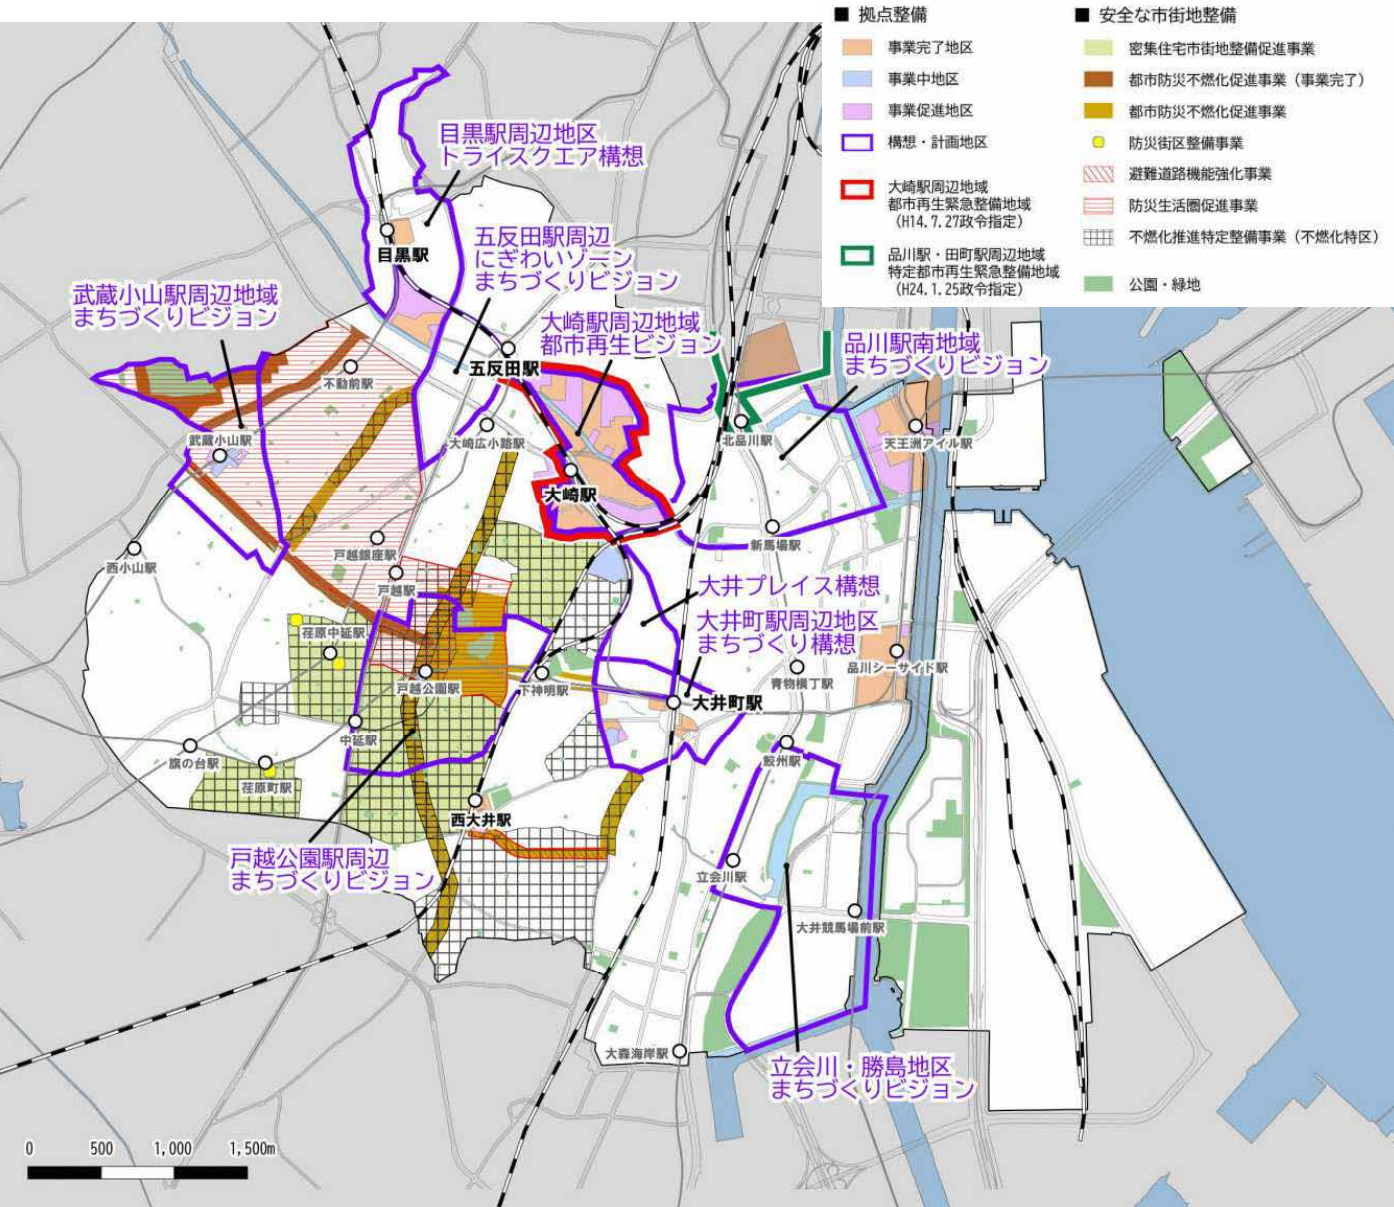 ■ 拠点整備
事業完了地区
事業中地区
事業促進地区
構想・計画地区
大崎駅周辺地域
都市再生緊急整備地域
（H14.7.27政令指定）
品川駅・田町駅周辺地域
特定都市再生緊急整備地域
（H24.1.25政令指定）
■ 安全な市街地整備
密集住宅市街地整備促進事業
都市防災不燃化促進事業（事業完了）
都市防災不燃化促進事業
防災街区整備事業
避難道路機能強化事業
防災生活圏促進事業
不燃化推進特定整備事業（不燃化特区）
公園・緑地
目黒駅周辺地区
トライスクエア構想
目黒駅
五反田駅周辺
にぎわいゾーン
まちづくりビジョン
武蔵小山駅周辺地域
まちづくりビジョン
大崎駅周辺地域
都市再生ビジョン
品川駅南地域
まちづくりビジョン
五反田駅
不動前駅
武蔵小山駅
大崎広小路駅
北品川駅
天王洲アイル駅
大崎駅
新馬場駅
戸越銀座駅
西小山駅
戸越駅
大井プレイス構想
大井町駅周辺地区
まちづくり構想
荏原中延駅
戸越公園駅
下神明駅
青物横丁駅
品川シーサイド駅
大井町駅
中延駅
旗の台駅
荏原町駅
鮫洲駅
西大井駅
戸越公園駅周辺
まちづくりビジョン
立会川駅
大井競馬場前駅
大森海岸駅
立会川・勝島地区
まちづくりビジョン
0 500 1,000 1,500m